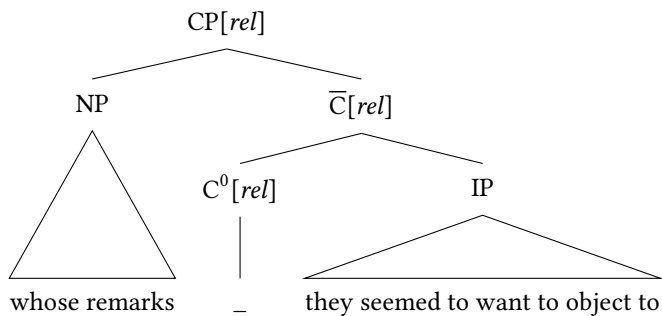 CP[rel]
NP C̅[rel]
C⁰[rel] IP
whose remarks _ they seemed to want to object to